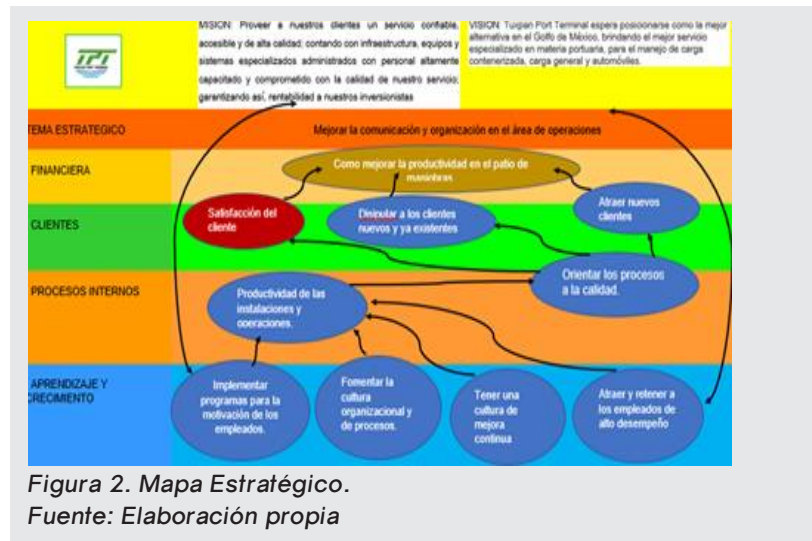 TPT
MISION: Proveer a nuestros clientes un servicio confiable,
accesible y de alta calidad; contando con infraestructura, equipos y
sistemas especializados administrados con personal altamente
capacitado y comprometido con la calidad de nuestro servicio;
garantizando así, rentabilidad a nuestros inversionistas
VISION: Tuxpan Port Terminal espera posicionarse como la mejor
alternativa en el Golfo de México, brindando el mejor servicio
especializado en materia portuaria, para el manejo de carga
contenerizada, carga general y automóviles.
TEMA ESTRATEGICO
Mejorar la comunicación y organización en el área de operaciones
FINANCIERA
Como mejorar la productividad en el patio de
maniobras
CLIENTES
Satisfacción del
cliente
a los clientes
nuevos y ya existentes
Atraer nuevos
clientes
PROCESOS INTERNOS
Productividad de las
instalaciones y
operaciones.
Orientar los procesos
a la calidad.
APRENDIZAJE Y
CRECIMIENTO
Implementar
programas para la
motivación de los
empleados.
Fomentar la
cultura
organizacional y
de procesos.
Tener una
cultura de
mejora
continua
Atraer y retener a
los empleados de
alto desempeño
Figura 2. Mapa Estratégico.
Fuente: Elaboración propia